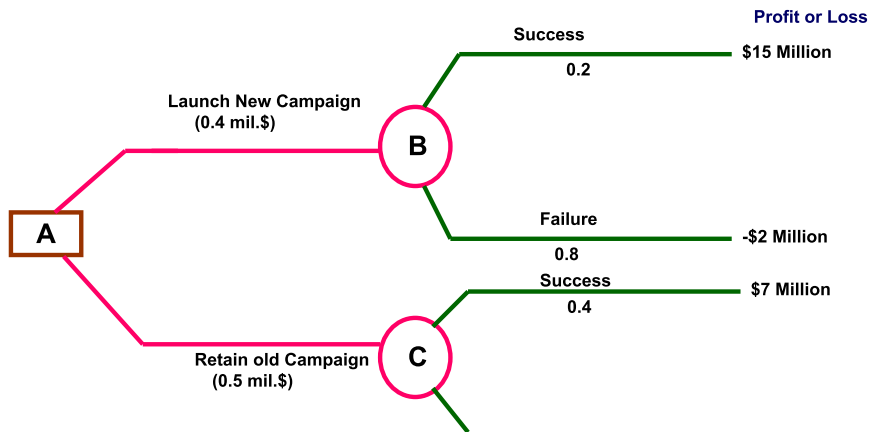 Profit or Loss
Success
$15 Million
0.2
Launch New Campaign
(0.4 mil.$)
B
A
Failure
-$2 Million
0.8
Success
$7 Million
0.4
Retain old Campaign
(0.5 mil.$)
C